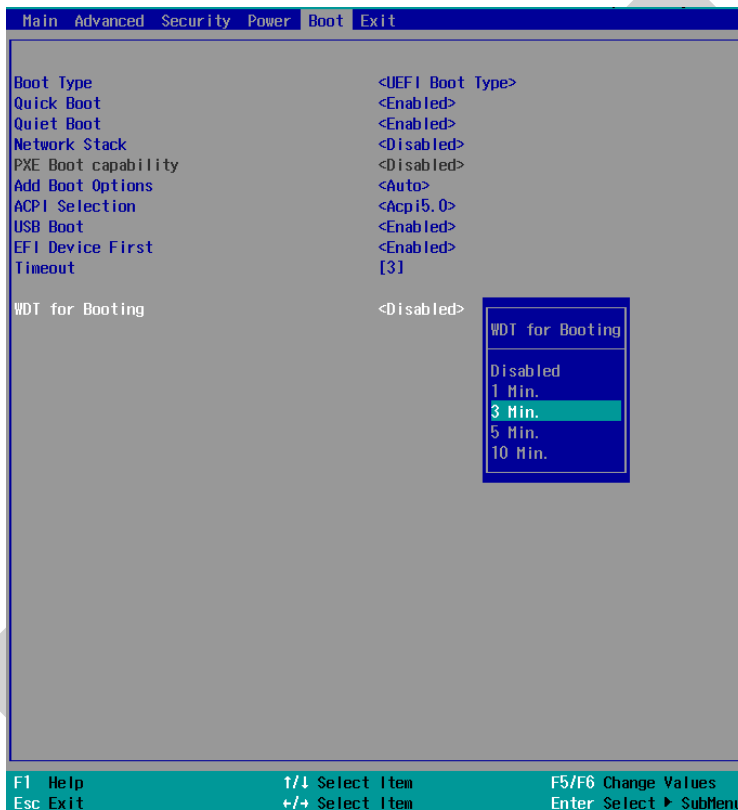 Main Advanced Security Power Boot Exit
Boot Type <UEFI Boot Type>
Quick Boot <Enabled>
Quiet Boot <Enabled>
Network Stack <Disabled>
PXE Boot capability <Disabled>
Add Boot Options <Auto>
ACPI Selection <Acpi5.0>
USB Boot <Enabled>
EFI Device First <Enabled>
Timeout [3]
WDT for Booting <Disabled>
WDT for Booting
Disabled
1 Min.
3 Min.
5 Min.
10 Min.
F1 Help ↑/↓ Select Item F5/F6 Change Values
Esc Exit ←/→ Select Item Enter Select ▶ SubMenu